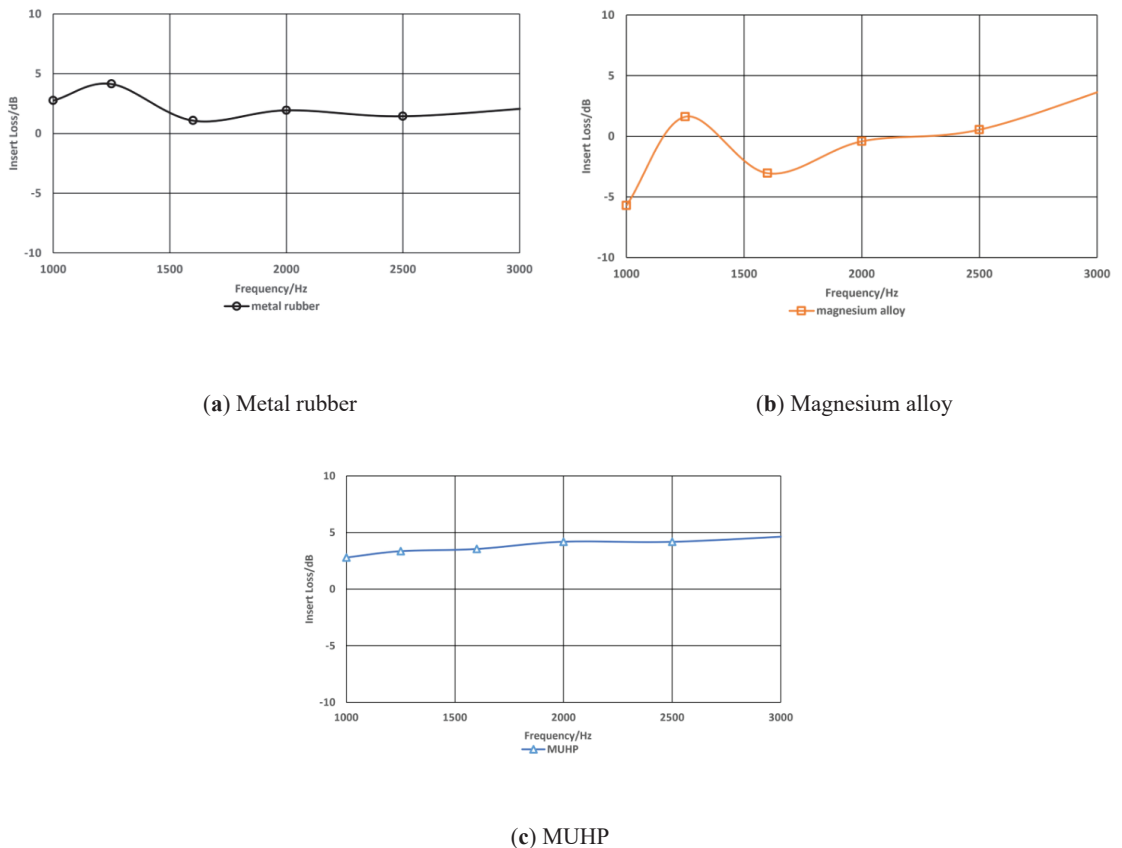 10
5
0
-5
-10
Insert Loss/dB
1000 1500 2000 2500 3000
Frequency/Hz
metal rubber
(a) Metal rubber
10
5
0
-5
-10
Insert Loss/dB
1000 1500 2000 2500 3000
Frequency/Hz
magnesium alloy
(b) Magnesium alloy
10
5
0
-5
-10
Insert Loss/dB
1000 1500 2000 2500 3000
Frequency/Hz
MUHP
(c) MUHP